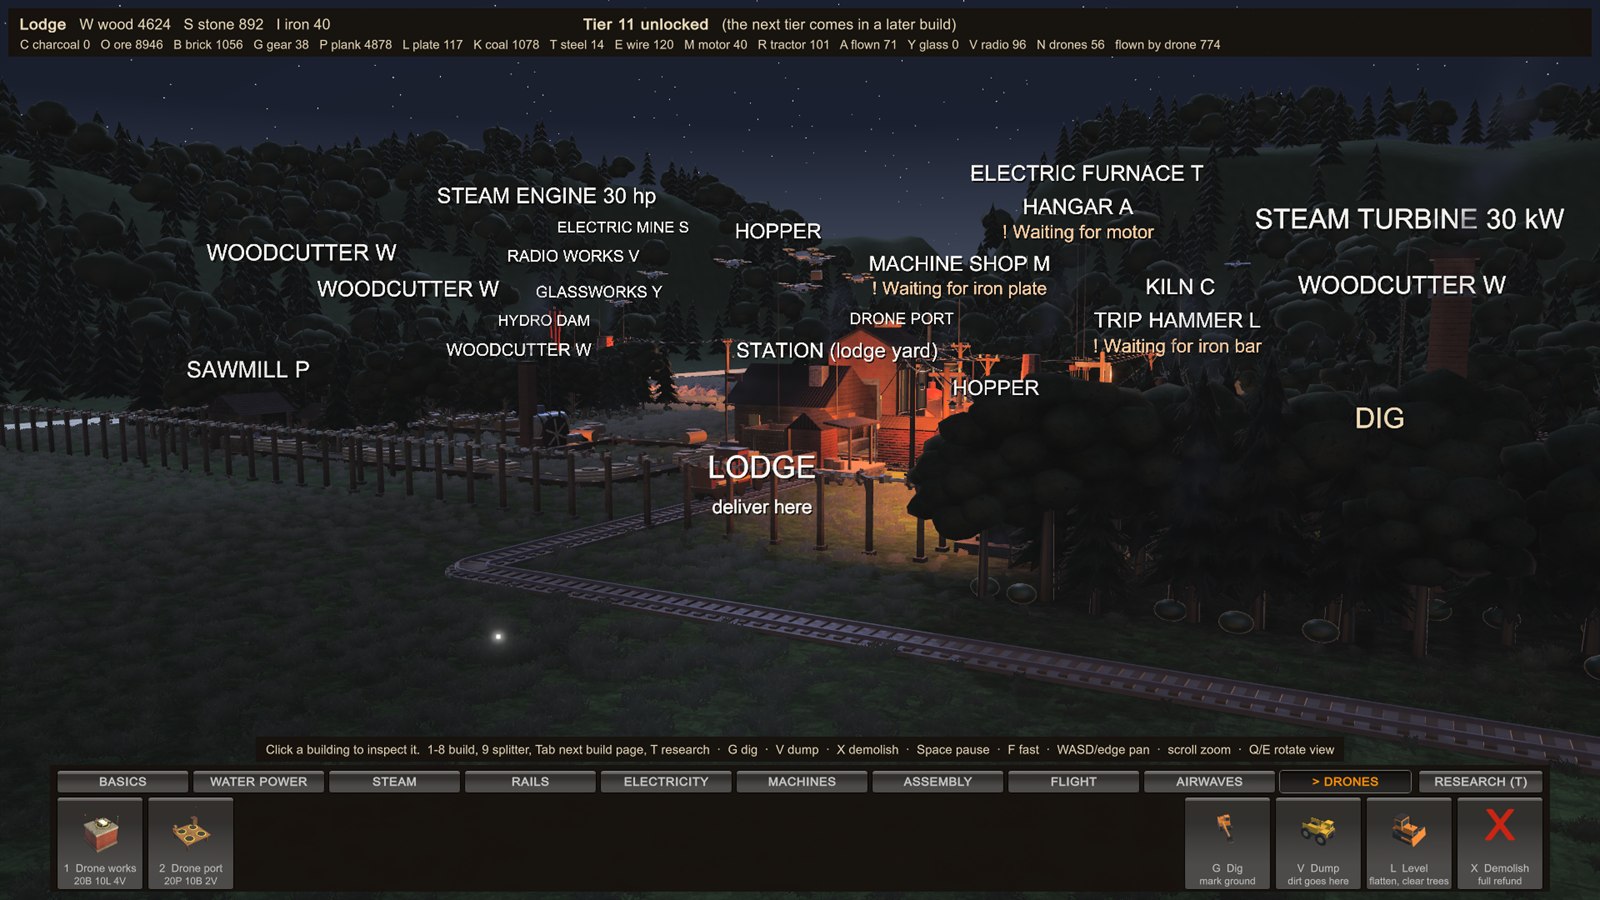 Lodge W wood 4624 S stone 892 I iron 40
Tier 11 unlocked (the next tier comes in a later build)
C charcoal 0 O ore 8946 B brick 1056 G gear 38 P plank 4878 L plate 117 K coal 1078 T steel 14 E wire 120 M motor 40 R tractor 101 A flown 71 Y glass 0 V radio 96 N drones 56 flown by drone 774
ELECTRIC FURNACE T
STEAM ENGINE 30 hp
HANGAR A
! Waiting for motor
STEAM TURBINE 30 kW
ELECTRIC MINE S
HOPPER
WOODCUTTER W
RADIO WORKS V
MACHINE SHOP M
! Waiting for iron plate
WOODCUTTER W
GLASSWORKS Y
KILN C
WOODCUTTER W
HYDRO DAM
DRONE PORT
TRIP HAMMER L
! Waiting for iron bar
WOODCUTTER W
STATION (lodge yard)
SAWMILL P
HOPPER
DIG
LODGE
deliver here
Click a building to inspect it. 1-8 build, 9 splitter, Tab next build page, T research · G dig · V dump · X demolish · Space pause · F fast · WASD/edge pan · scroll zoom · Q/E rotate view
BASICS WATER POWER STEAM RAILS ELECTRICITY MACHINES ASSEMBLY FLIGHT AIRWAVES > DRONES RESEARCH (T)
1 Drone works
20B 10L 4V
2 Drone port
20P 10B 2V
G Dig
mark ground
V Dump
dirt goes here
L Level
flatten, clear trees
X Demolish
full refund